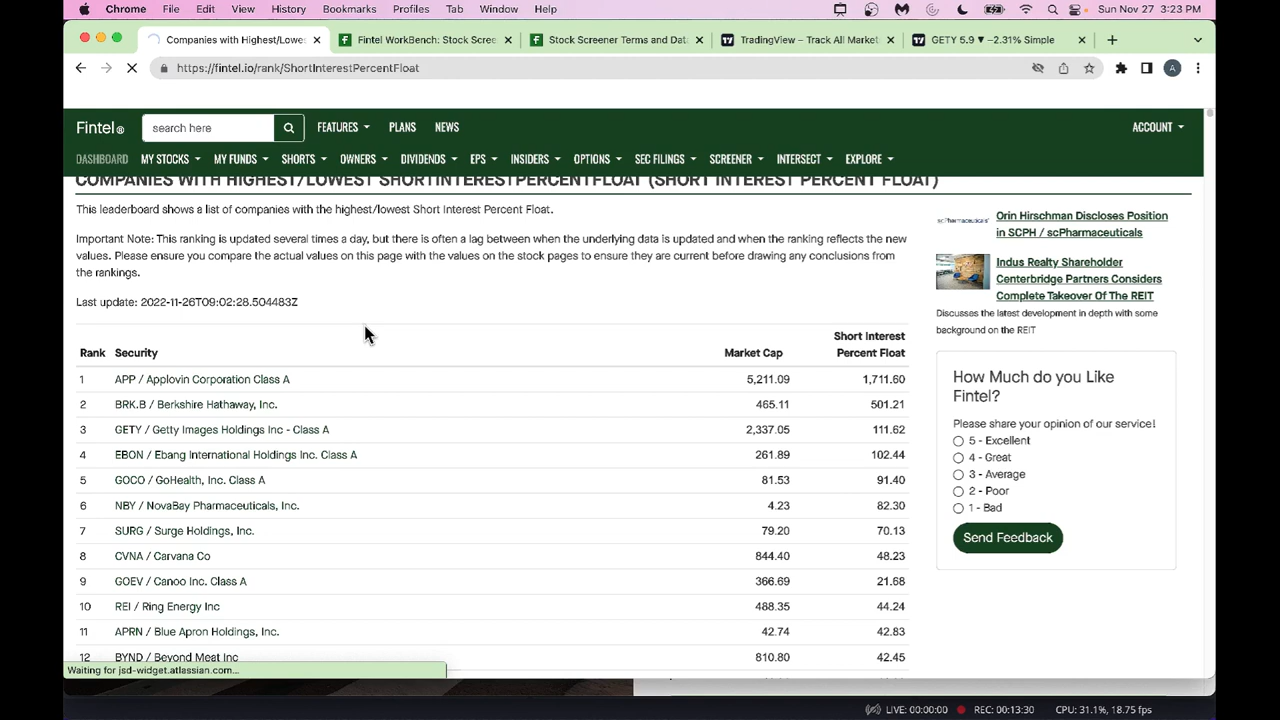 Chrome File Edit View History Bookmarks Profiles Tab Window Help Sun Nov 27 3:23 PM
Companies with Highest/Lowe Fintel WorkBench: Stock Scree Stock Screener Terms and Dat TradingView – Track All Market GETY 5.9 ▼ −2.31% Simple
https://fintel.io/rank/ShortInterestPercentFloat
Fintel® search here FEATURES PLANS NEWS ACCOUNT
DASHBOARD MY STOCKS MY FUNDS SHORTS OWNERS DIVIDENDS EPS INSIDERS OPTIONS SEC FILINGS SCREENER INTERSECT EXPLORE
COMPANIES WITH HIGHEST/LOWEST SHORTINTERESTPERCENTFLOAT (SHORT INTEREST PERCENT FLOAT)
This leaderboard shows a list of companies with the highest/lowest Short Interest Percent Float.
Important Note: This ranking is updated several times a day, but there is often a lag between when the underlying data is updated and when the ranking reflects the new
values. Please ensure you compare the actual values on this page with the values on the stock pages to ensure they are current before drawing any conclusions from
the rankings.
Last update: 2022-11-26T09:02:28.504483Z
Rank Security Market Cap Short Interest Percent Float
1 APP / Applovin Corporation Class A 5,211.09 1,711.60
2 BRK.B / Berkshire Hathaway, Inc. 465.11 501.21
3 GETY / Getty Images Holdings Inc - Class A 2,337.05 111.62
4 EBON / Ebang International Holdings Inc. Class A 261.89 102.44
5 GOCO / GoHealth, Inc. Class A 81.53 91.40
6 NBY / NovaBay Pharmaceuticals, Inc. 4.23 82.30
7 SURG / Surge Holdings, Inc. 79.20 70.13
8 CVNA / Carvana Co 844.40 48.23
9 GOEV / Canoo Inc. Class A 366.69 21.68
10 REI / Ring Energy Inc 488.35 44.24
11 APRN / Blue Apron Holdings, Inc. 42.74 42.83
12 BYND / Beyond Meat Inc 810.80 42.45
scPharmaceuticals
Orin Hirschman Discloses Position
in SCPH / scPharmaceuticals
Indus Realty Shareholder
Centerbridge Partners Considers
Complete Takeover Of The REIT
Discusses the latest development in depth with some
background on the REIT
How Much do you Like
Fintel?
Please share your opinion of our service!
5 - Excellent
4 - Great
3 - Average
2 - Poor
1 - Bad
Send Feedback
Waiting for jsd-widget.atlassian.com...
LIVE: 00:00:00 REC: 00:13:30 CPU: 31.1%, 18.75 fps